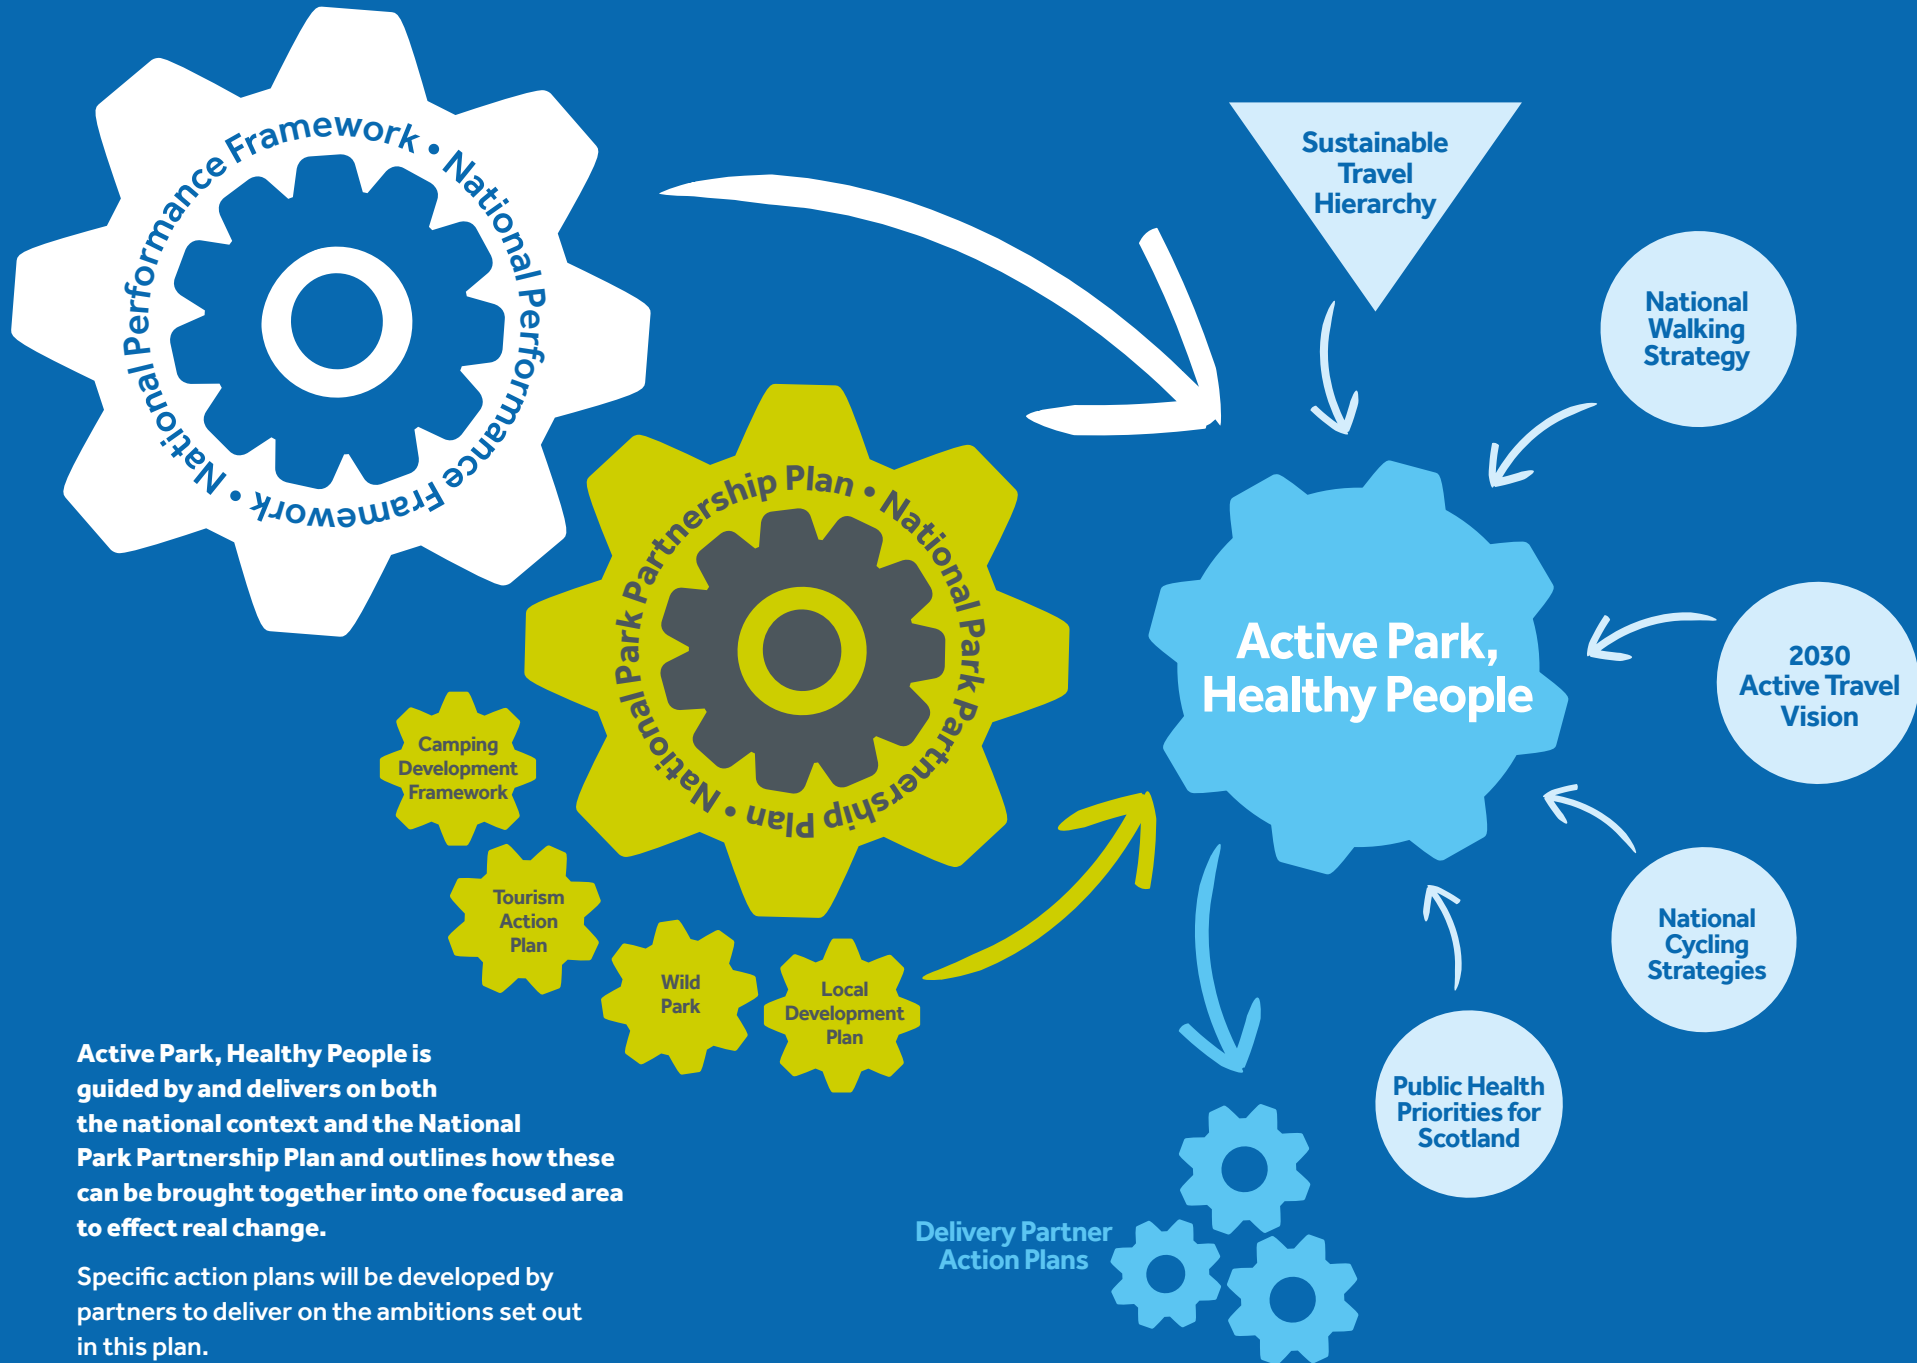 National Performance Framework • National Performance Framework •
Sustainable
Travel
Hierarchy
National
Walking
Strategy
National Park Partnership Plan • National Park Partnership Plan •
Active Park,
Healthy People
2030
Active Travel
Vision
Camping
Development
Framework
Tourism
Action
Plan
Wild
Park
Local
Development
Plan
National
Cycling
Strategies
Public Health
Priorities for
Scotland
Delivery Partner
Action Plans
Active Park, Healthy People is
guided by and delivers on both
the national context and the National
Park Partnership Plan and outlines how these
can be brought together into one focused area
to effect real change.
Specific action plans will be developed by
partners to deliver on the ambitions set out
in this plan.